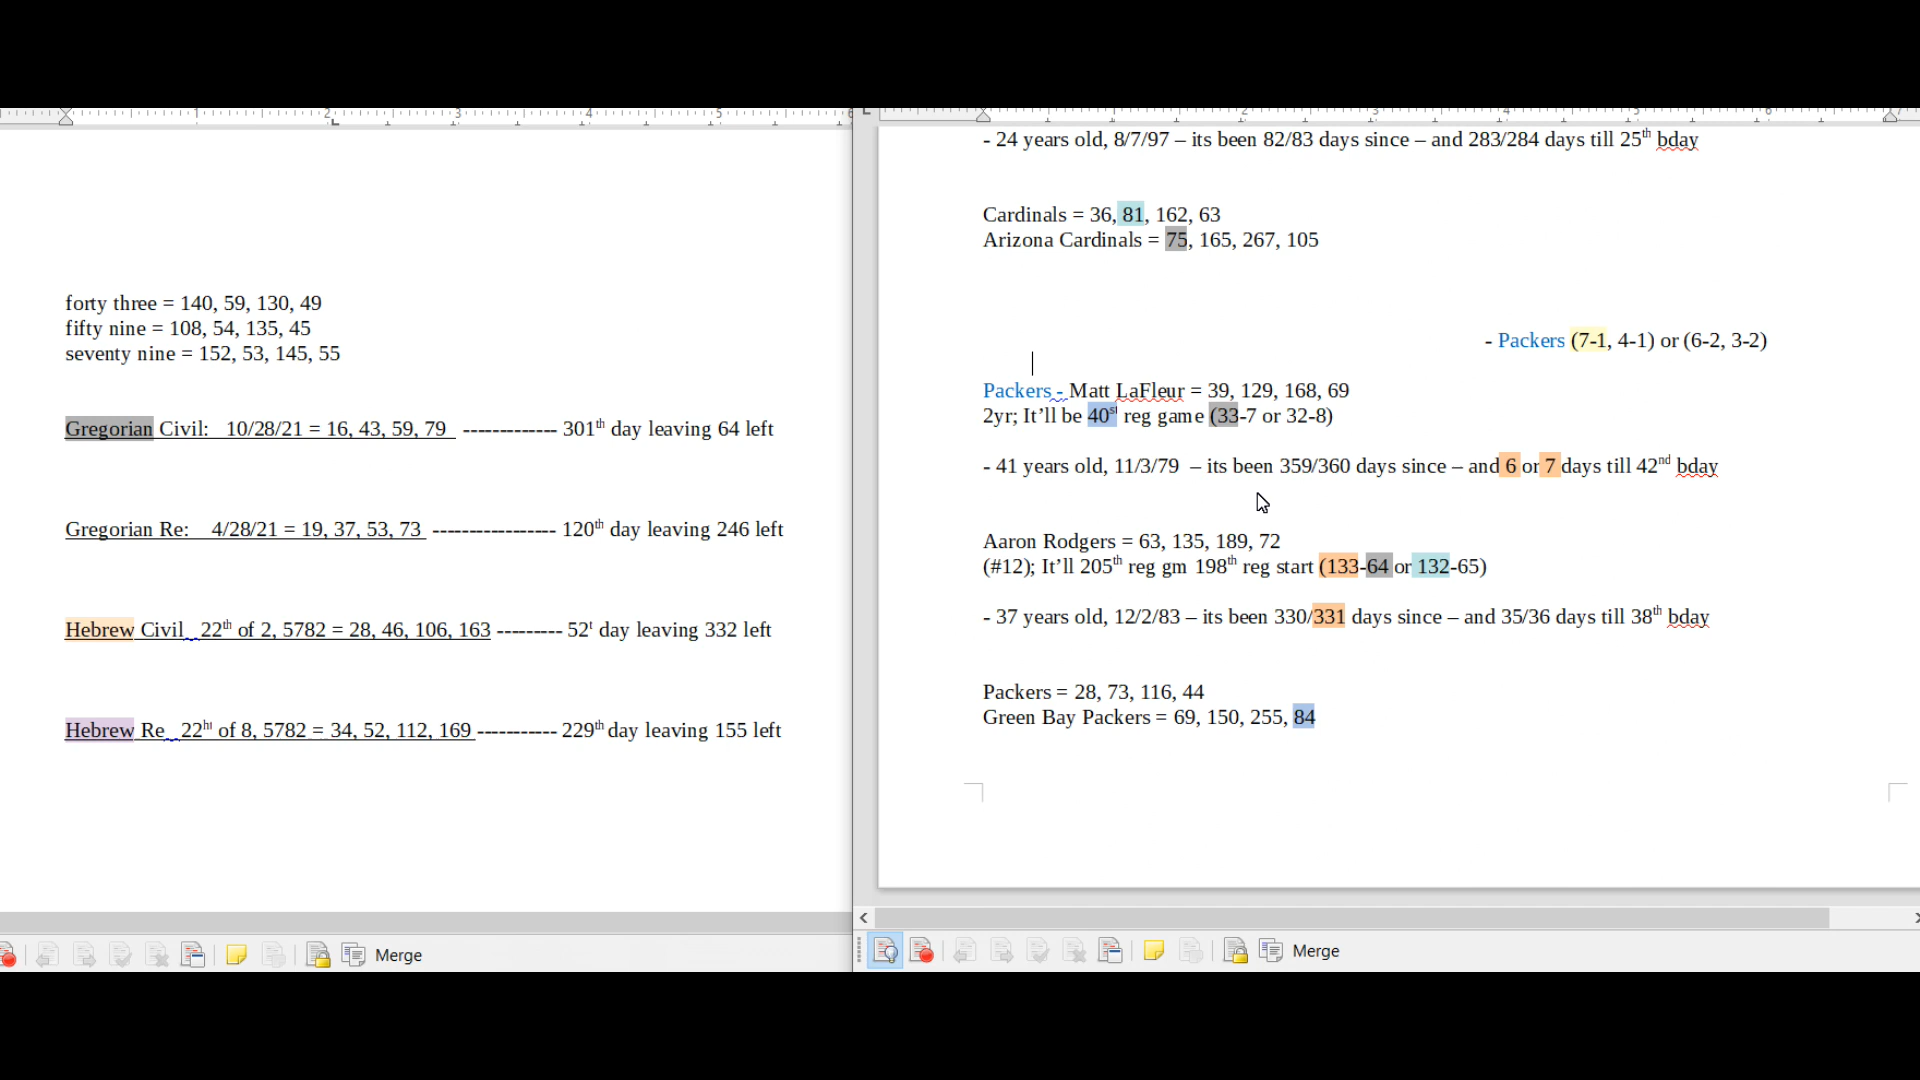 forty three = 140, 59, 130, 49
fifty nine = 108, 54, 135, 45
seventy nine = 152, 53, 145, 55
Gregorian Civil: 10/28/21 = 16, 43, 59, 79 ------------- 301th day leaving 64 left
Gregorian Re: 4/28/21 = 19, 37, 53, 73 ----------------- 120th day leaving 246 left
Hebrew Civil 22th of 2, 5782 = 28, 46, 106, 163 --------- 52t day leaving 332 left
Hebrew Re 22ht of 8, 5782 = 34, 52, 112, 169 ----------- 229th day leaving 155 left
Merge
- 24 years old, 8/7/97 – its been 82/83 days since – and 283/284 days till 25th bday
Cardinals = 36, 81, 162, 63
Arizona Cardinals = 75, 165, 267, 105
- Packers (7-1, 4-1) or (6-2, 3-2)
Packers - Matt LaFleur = 39, 129, 168, 69
2yr; It’ll be 40st reg game (33-7 or 32-8)
- 41 years old, 11/3/79 – its been 359/360 days since – and 6 or 7 days till 42nd bday
Aaron Rodgers = 63, 135, 189, 72
(#12); It’ll 205th reg gm 198th reg start (133-64 or 132-65)
- 37 years old, 12/2/83 – its been 330/331 days since – and 35/36 days till 38th bday
Packers = 28, 73, 116, 44
Green Bay Packers = 69, 150, 255, 84
Merge